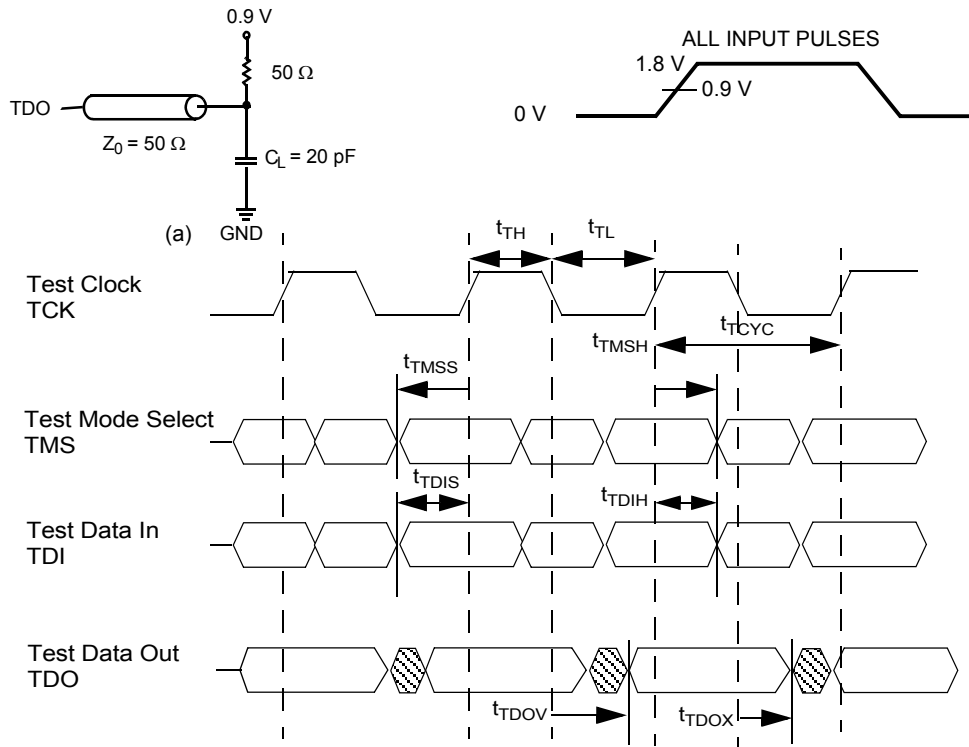 0.9 V
50 Ω
TDO
Z0 = 50 Ω
CL = 20 pF
(a) GND
ALL INPUT PULSES
1.8 V
0.9 V
0 V
tTH
tTL
Test Clock
TCK
tTCYC
tTMSH
tTMSS
Test Mode Select
TMS
tTDIS
tTDIH
Test Data In
TDI
Test Data Out
TDO
tTDOV
tTDOX